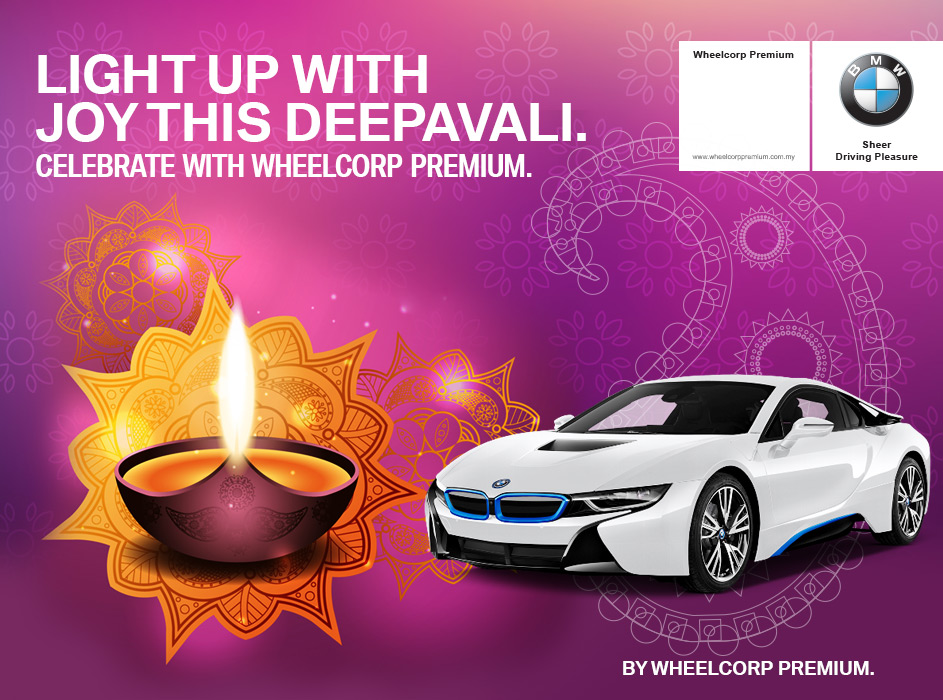 LIGHT UP WITH
JOY THIS DEEPAVALI.
CELEBRATE WITH WHEELCORP PREMIUM.
Wheelcorp Premium
www.wheelcorppremium.com.my
BMW
Sheer
Driving Pleasure
BY WHEELCORP PREMIUM.